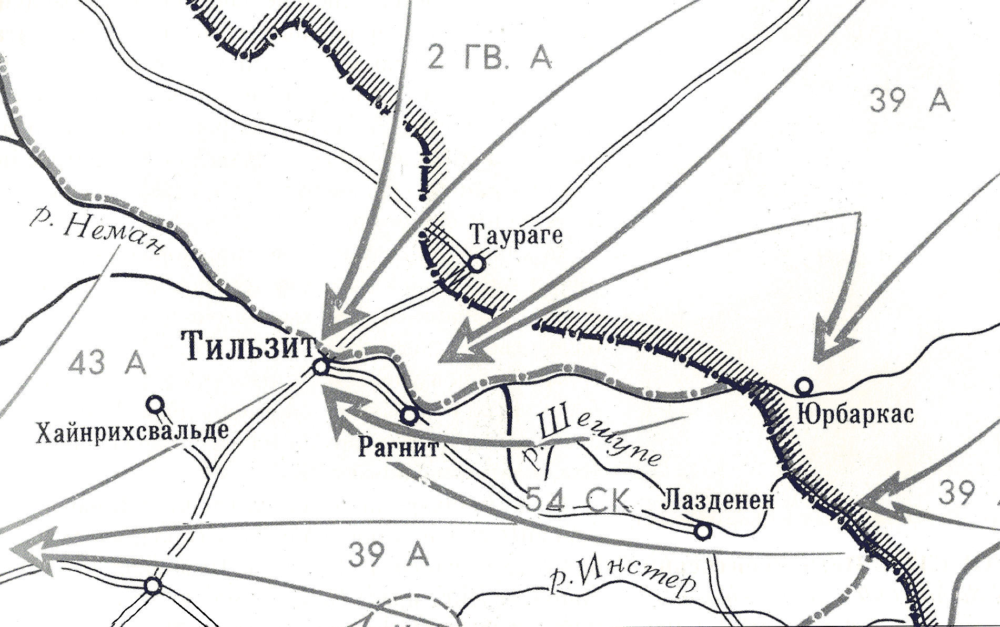 2 ГВ. А
39 А
р. Неман
Таураге
Тильзит
43 А
Хайнрихсвальде
Рагнит
р. Шешупе
Юрбаркас
54 СК
Лазденен
39
39 А
р. Инстер